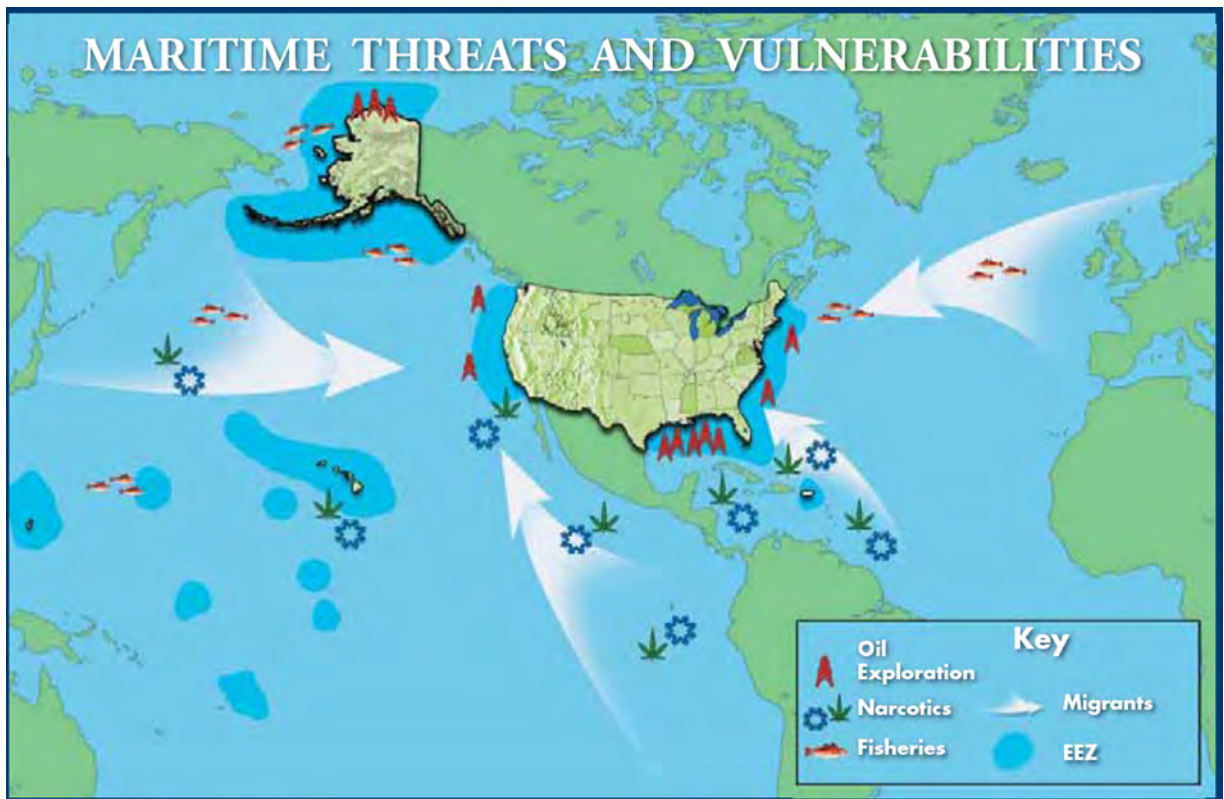 MARITIME THREATS AND VULNERABILITIES
Key
Oil
Exploration
Narcotics
Fisheries
Migrants
EEZ